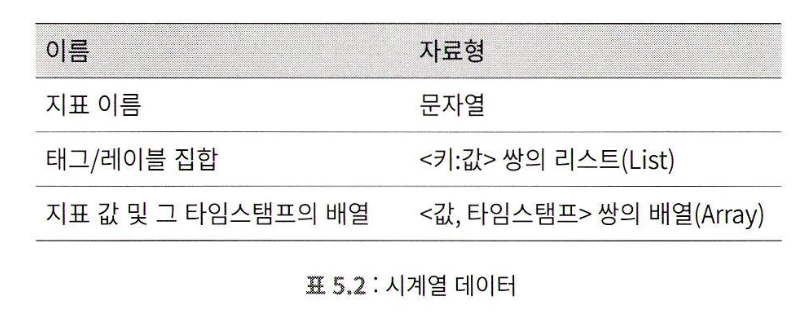 이름 자료형
지표 이름 문자열
태그/레이블 집합 <키:값> 쌍의 리스트(List)
지표 값 및 그 타임스탬프의 배열 <값, 타임스탬프> 쌍의 배열(Array)
표 5.2 : 시계열 데이터